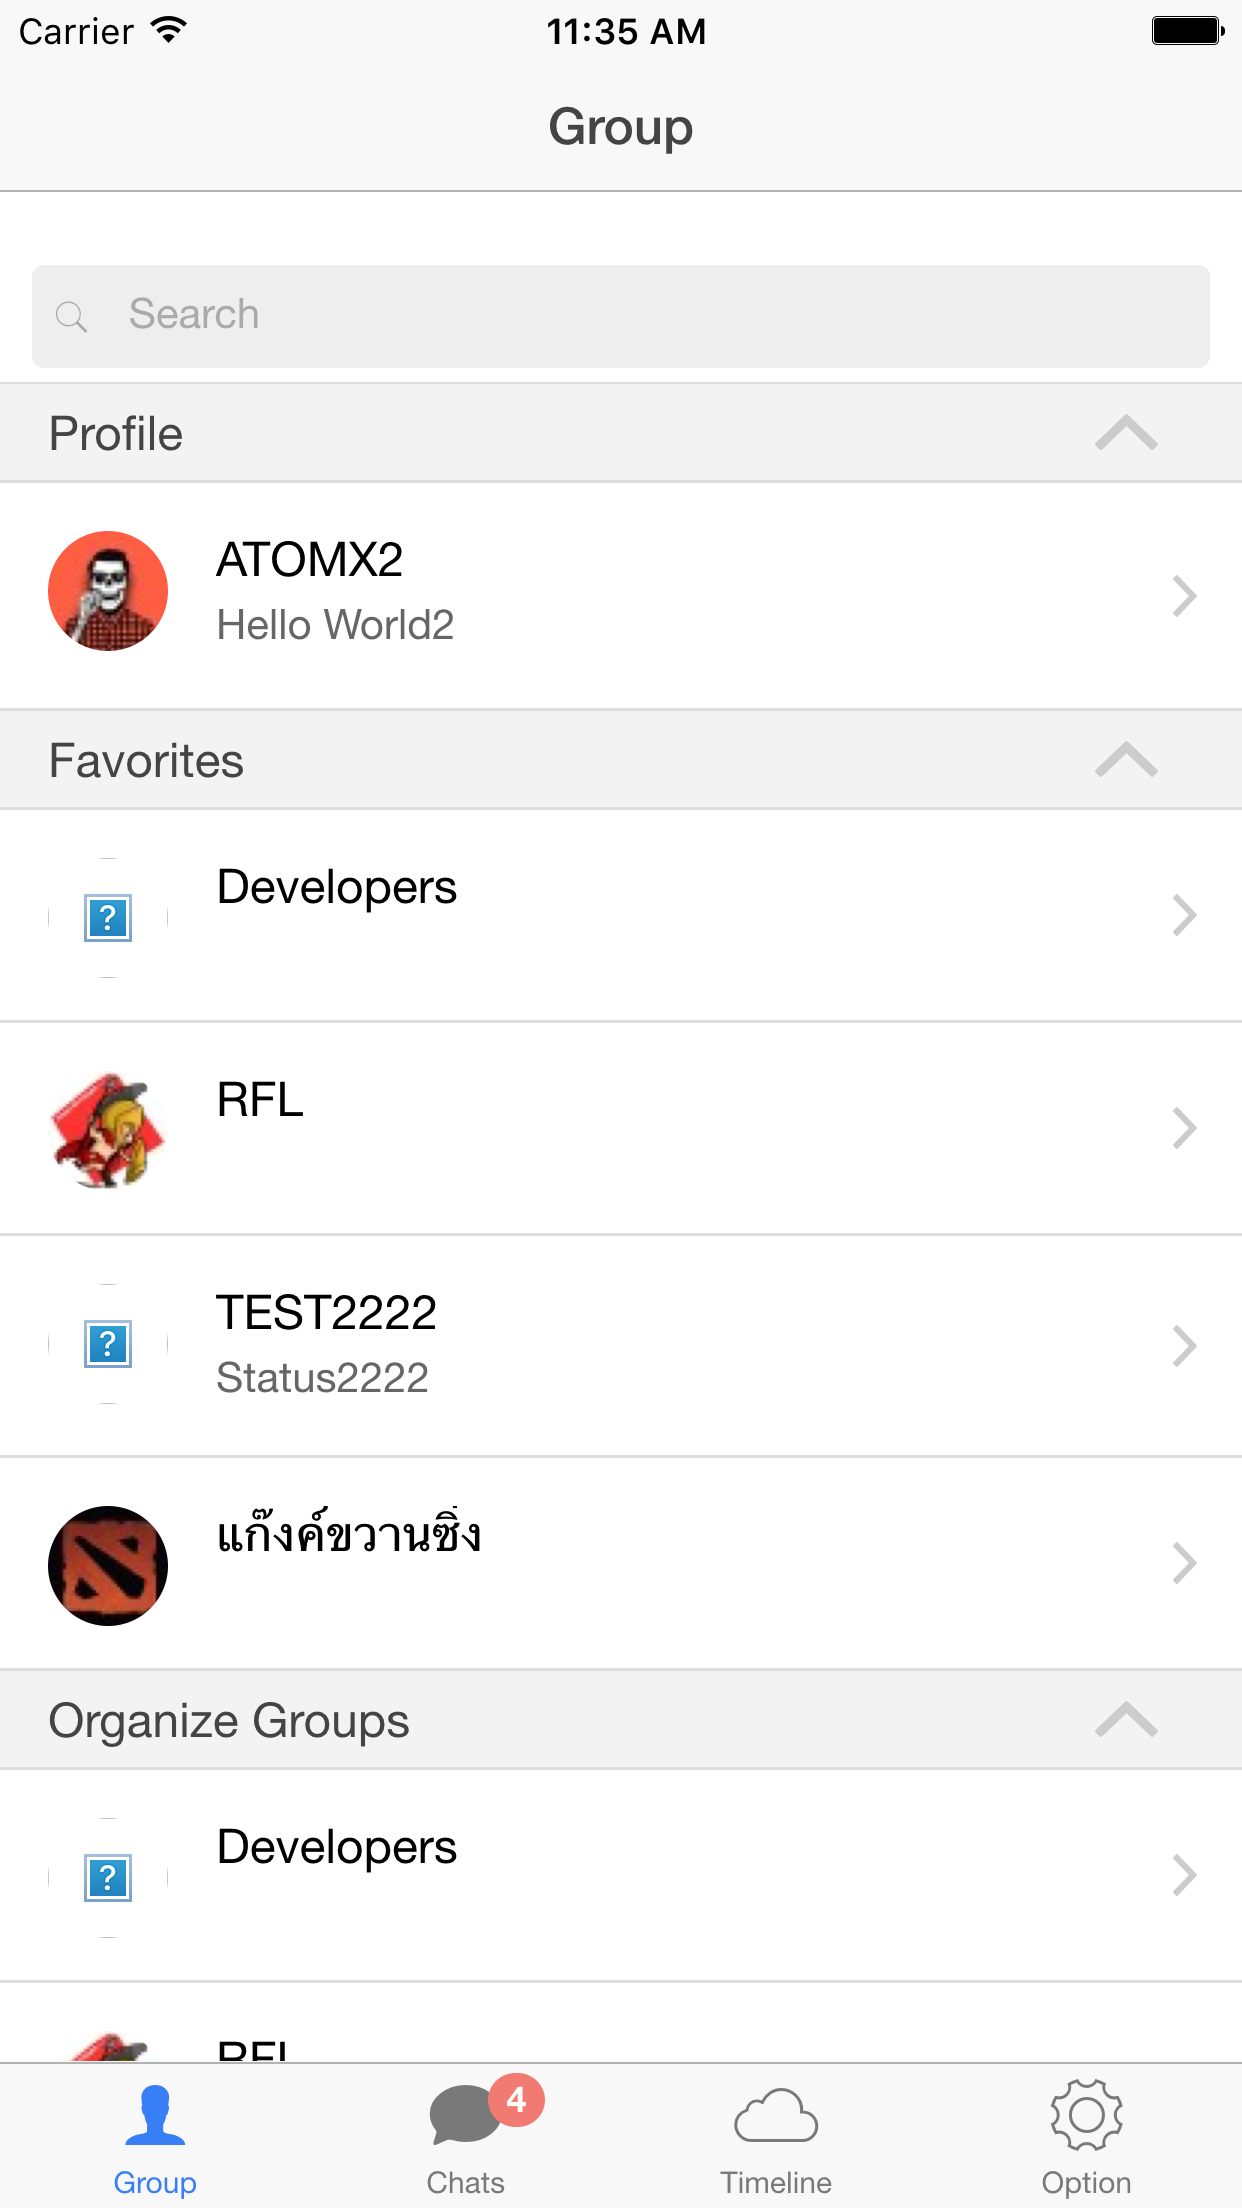 Carrier 11:35 AM
Group
Search
Profile
ATOMX2
Hello World2
Favorites
Developers
RFL
TEST2222
Status2222
แก๊งค์ขวานซิ่ง
Organize Groups
Developers
RFL
4
Group Chats Timeline Option